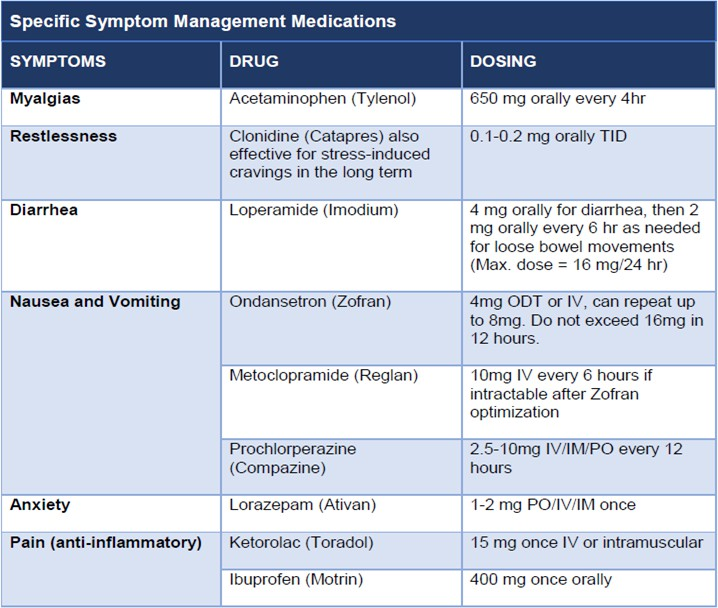 Specific Symptom Management Medications
SYMPTOMS
DRUG
DOSING
Myalgias
Acetaminophen (Tylenol)
650 mg orally every 4hr
Restlessness
Clonidine (Catapres) also
effective for stress-induced
cravings in the long term
0.1-0.2 mg orally TID
Diarrhea
Loperamide (Imodium)
4 mg orally for diarrhea, then 2
mg orally every 6 hr as needed
for loose bowel movements
(Max. dose = 16 mg/24 hr)
Nausea and Vomiting
Ondansetron (Zofran)
4mg ODT or IV, can repeat up
to 8mg. Do not exceed 16mg in
12 hours.
Metoclopramide (Reglan)
10mg IV every 6 hours if
intractable after Zofran
optimization
Prochlorperazine
(Compazine)
2.5-10mg IV/IM/PO every 12
hours
Anxiety
Lorazepam (Ativan)
1-2 mg PO/IV/IM once
Pain (anti-inflammatory)
Ketorolac (Toradol)
15 mg once IV or intramuscular
Ibuprofen (Motrin)
400 mg once orally